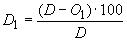 D₁ = (D – O₁) · 100 / D